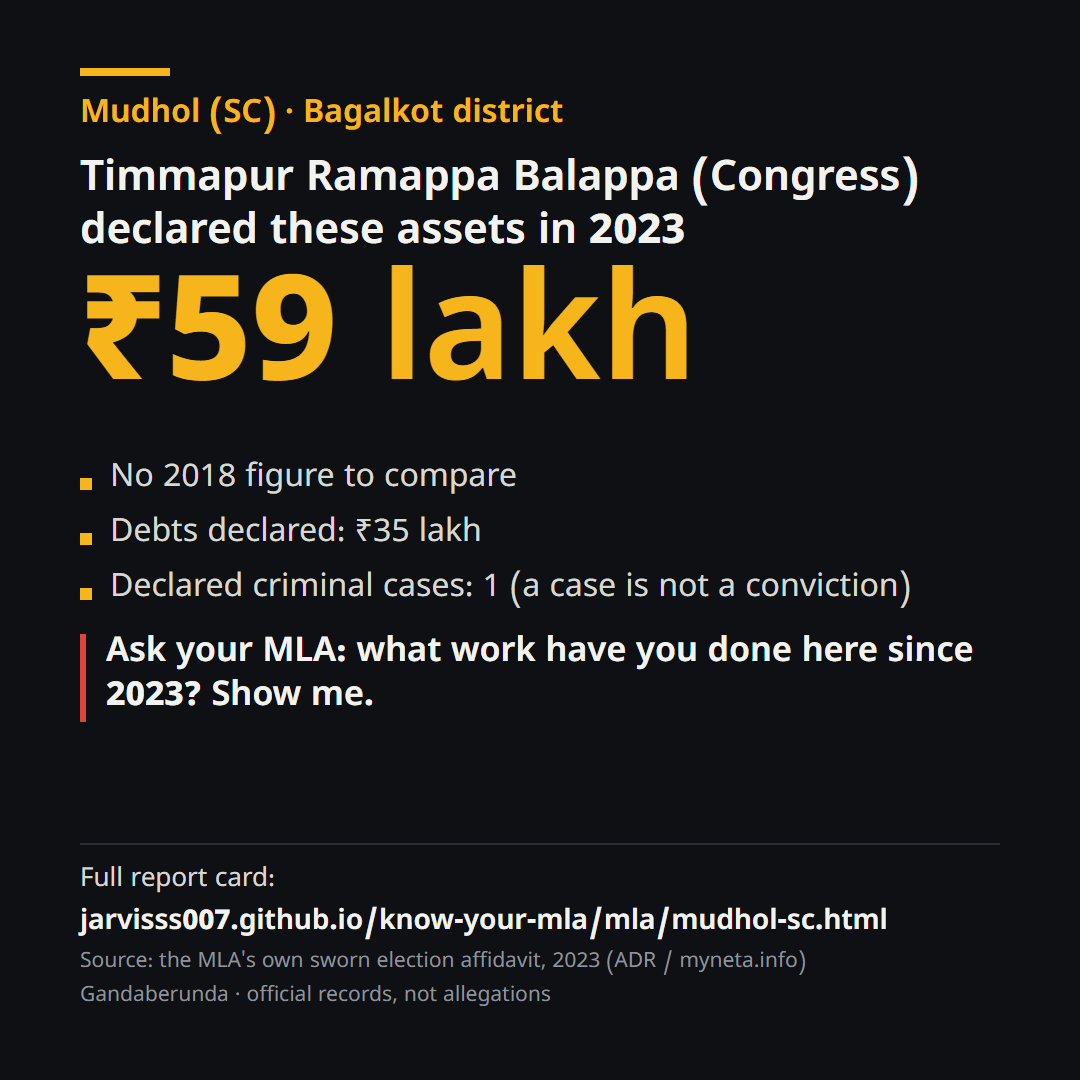 Mudhol (SC) · Bagalkot district
Timmapur Ramappa Balappa (Congress)
declared these assets in 2023
₹59 lakh
No 2018 figure to compare
Debts declared: ₹35 lakh
Declared criminal cases: 1 (a case is not a conviction)
Ask your MLA: what work have you done here since
2023? Show me.
Full report card:
jarvisss007.github.io/know-your-mla/mla/mudhol-sc.html
Source: the MLA's own sworn election affidavit, 2023 (ADR / myneta.info)
Gandaberunda · official records, not allegations